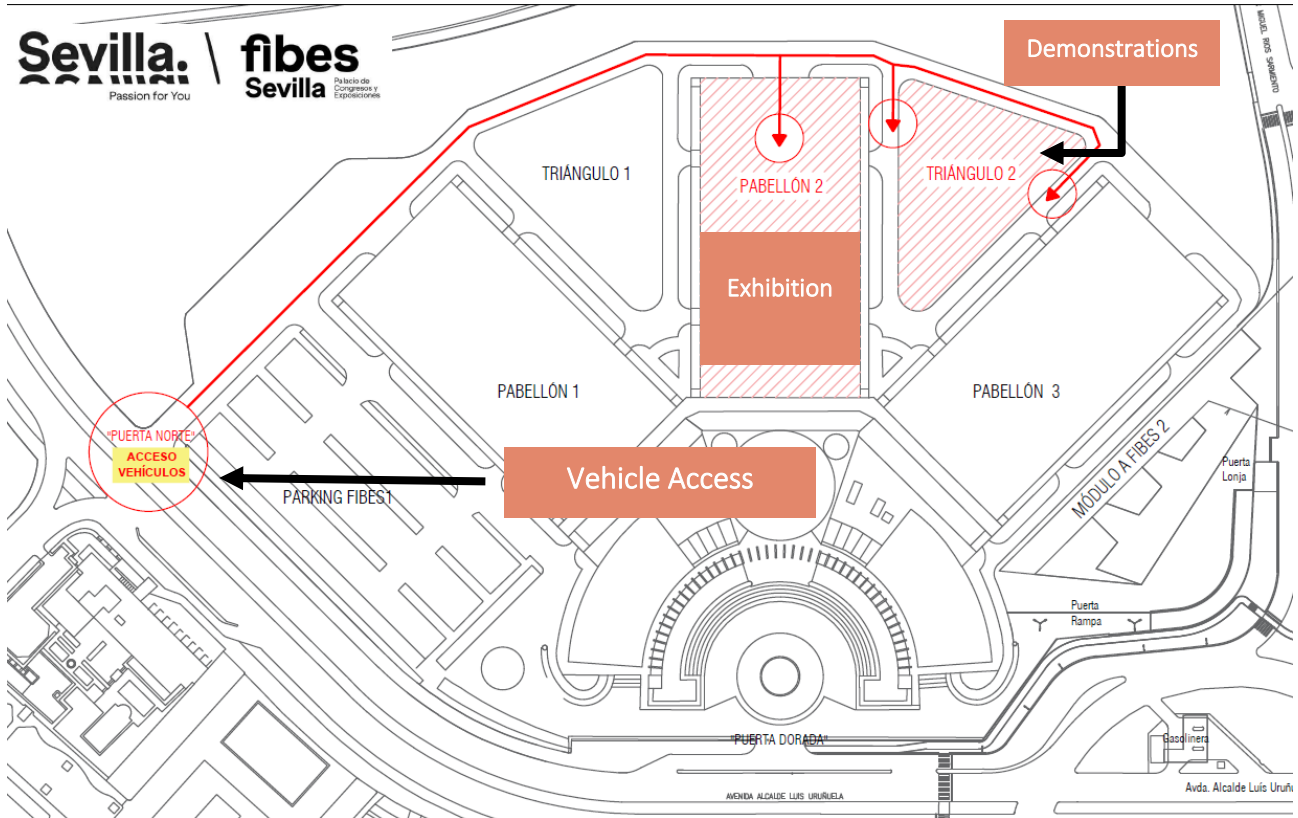 Sevilla.
Passion for You
fibes
Sevilla
Palacio de
Congresos y
Exposiciones
Demonstrations
MIGUEL RIOS SARMIENTO
TRIÁNGULO 1
PABELLÓN 2
TRIÁNGULO 2
Exhibition
PABELLÓN 1
PABELLÓN 3
"PUERTA NORTE"
ACCESO
VEHÍCULOS
Vehicle Access
PARKING FIBES1
MÓDULO A FIBES 2
Puerta
Lonja
Puerta
Rampa
"PUERTA DORADA"
Gasolinera
AVENIDA ALCALDE LUIS URUÑUELA
Avda. Alcalde Luis Uruñu